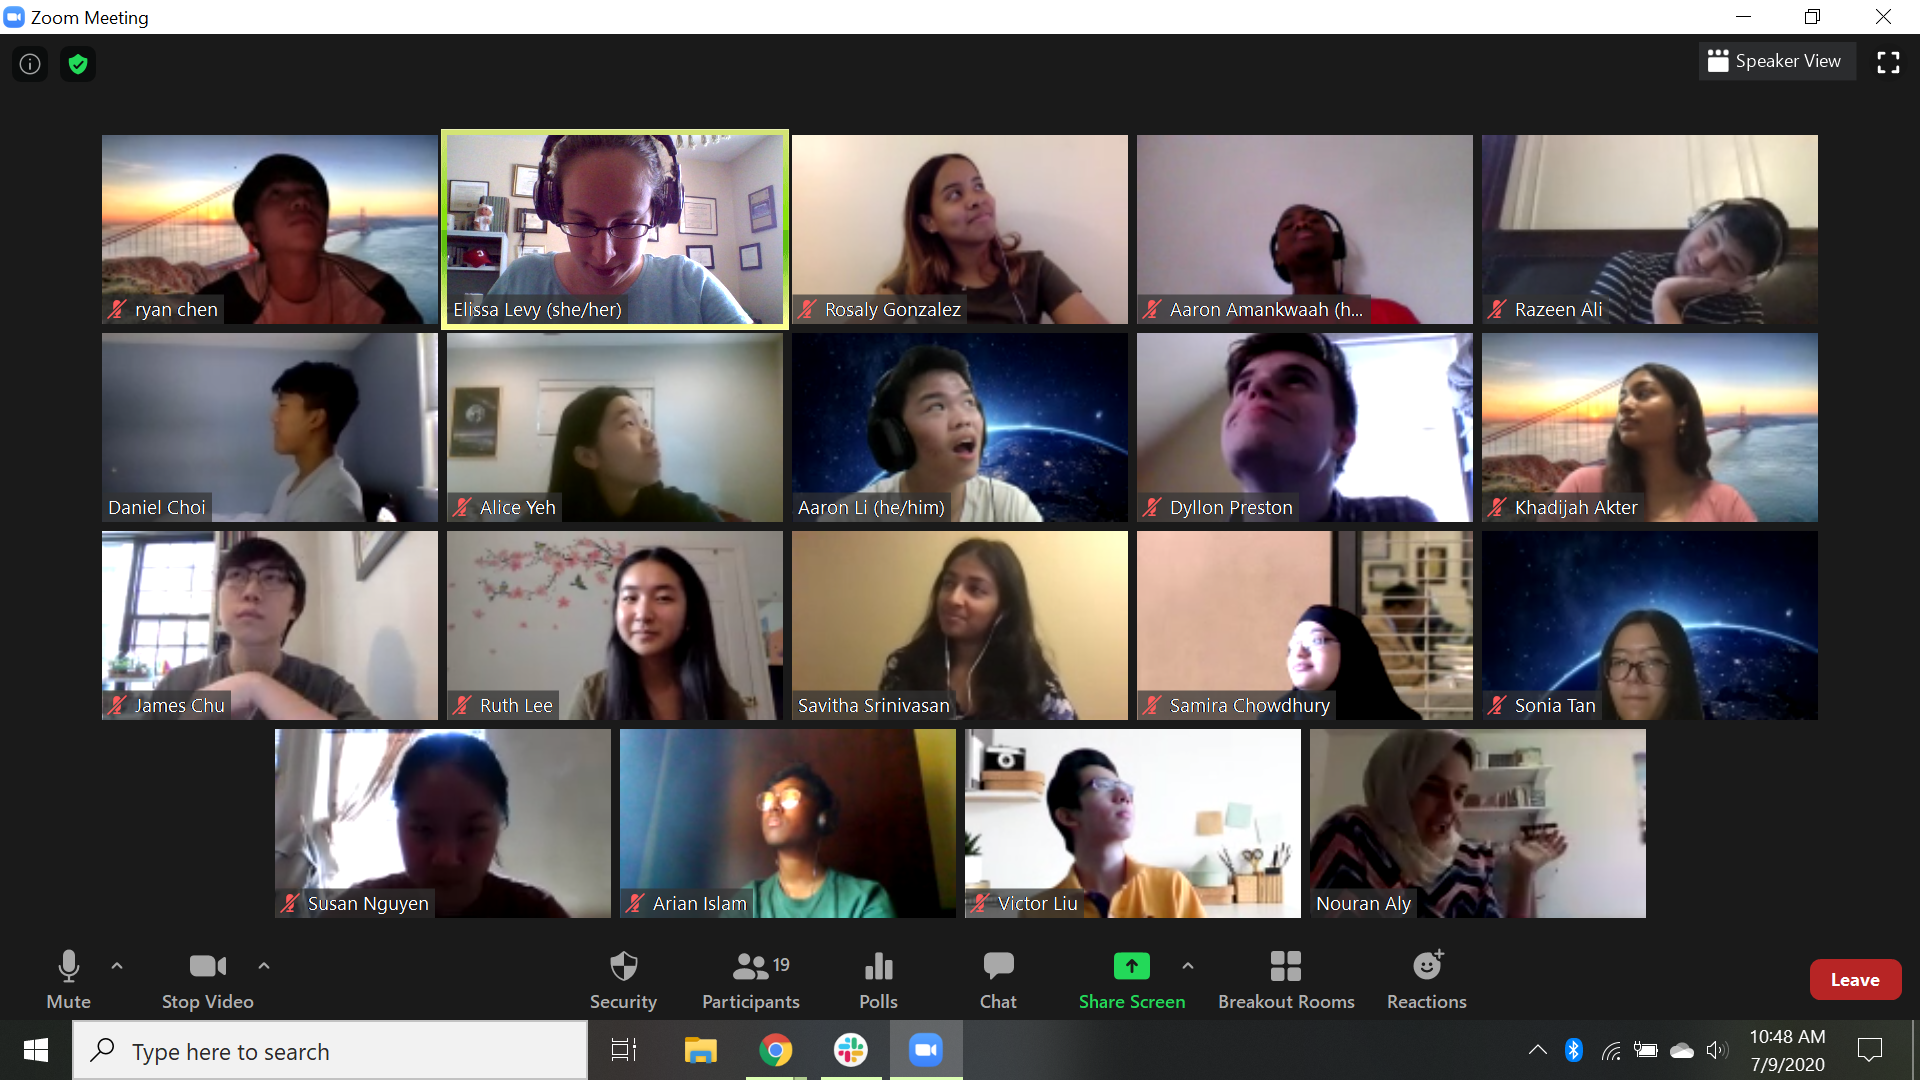 Zoom Meeting
Speaker View
ryan chen
Elissa Levy (she/her)
Rosaly Gonzalez
Aaron Amankwaah (h...
Razeen Ali
Daniel Choi
Alice Yeh
Aaron Li (he/him)
Dyllon Preston
Khadijah Akter
James Chu
Ruth Lee
Savitha Srinivasan
Samira Chowdhury
Sonia Tan
Susan Nguyen
Arian Islam
Victor Liu
Nouran Aly
Mute
Stop Video
Security
Participants
19
Polls
Chat
Share Screen
Breakout Rooms
Reactions
Leave
Type here to search
10:48 AM
7/9/2020